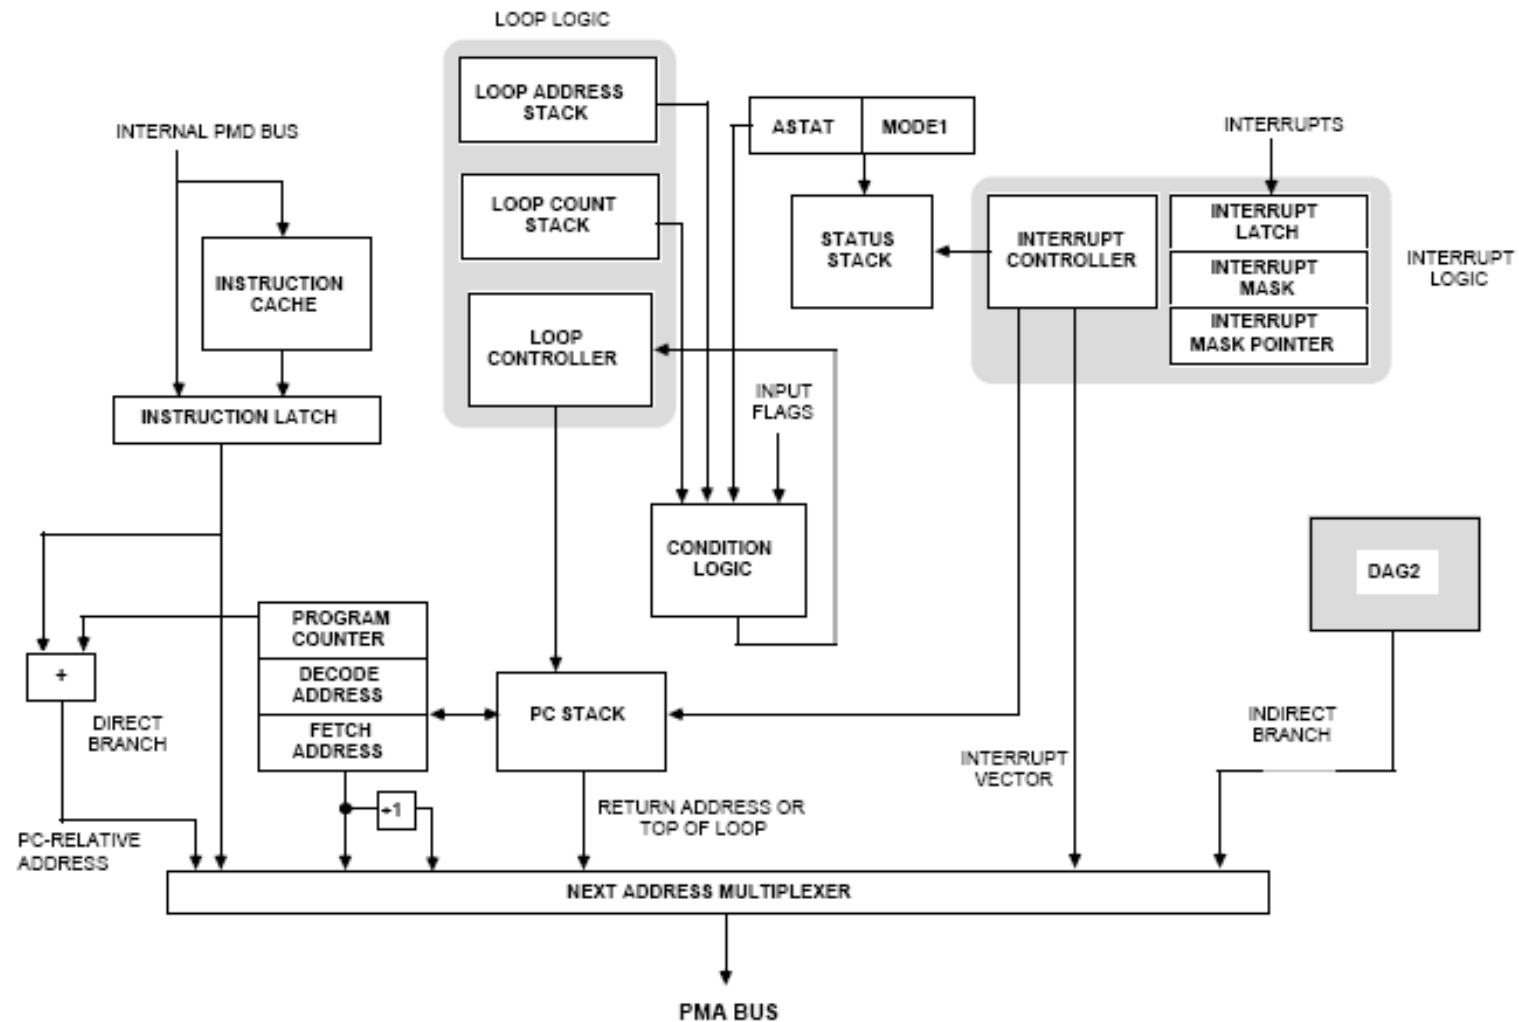 LOOP LOGIC
LOOP ADDRESS
STACK
LOOP COUNT
STACK
LOOP
CONTROLLER
INTERNAL PMD BUS
INSTRUCTION
CACHE
INSTRUCTION LATCH
ASTAT
MODE1
STATUS
STACK
INTERRUPTS
INTERRUPT
CONTROLLER
INTERRUPT
LATCH
INTERRUPT
MASK
INTERRUPT
MASK POINTER
INTERRUPT
LOGIC
INPUT
FLAGS
CONDITION
LOGIC
DAG2
PROGRAM
COUNTER
DECODE
ADDRESS
FETCH
ADDRESS
+
DIRECT
BRANCH
PC STACK
INDIRECT
BRANCH
INTERRUPT
VECTOR
+1
RETURN ADDRESS OR
TOP OF LOOP
PC-RELATIVE
ADDRESS
NEXT ADDRESS MULTIPLEXER
PMA BUS